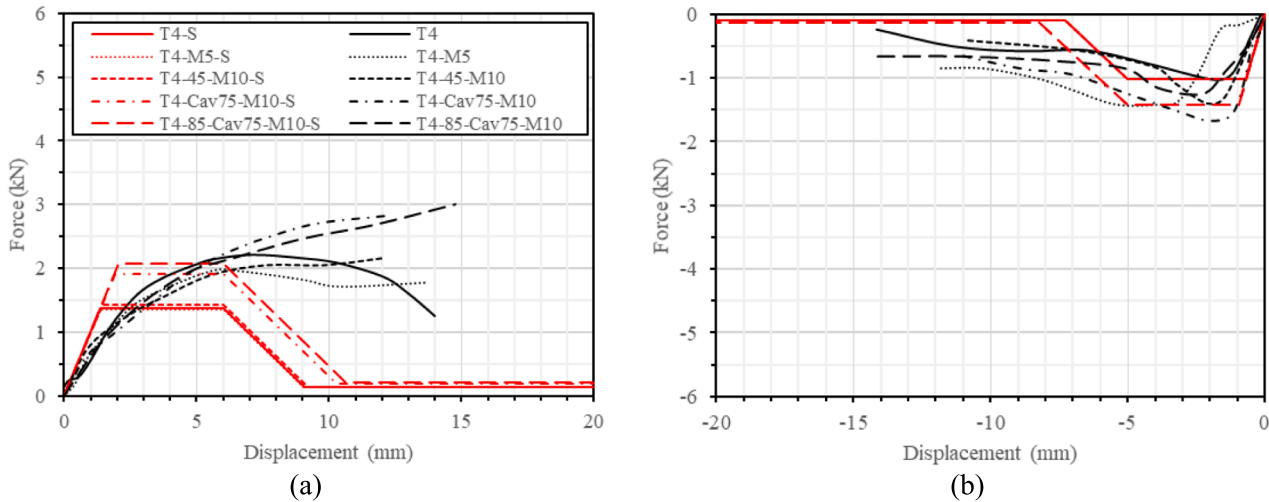 6
5
4
3
2
1
0
Force (kN)
T4-S T4
T4-M5-S T4-M5
T4-45-M10-S T4-45-M10
T4-Cav75-M10-S T4-Cav75-M10
T4-85-Cav75-M10-S T4-85-Cav75-M10
0 5 10 15 20
Displacement (mm)
(a)
0
-1
-2
-3
-4
-5
-6
Force (kN)
-20 -15 -10 -5 0
Displacement (mm)
(b)